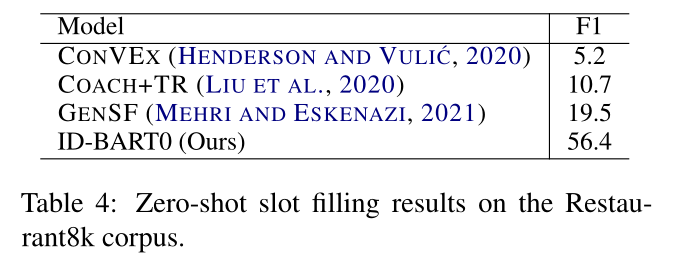 Model F1
CONVEX (HENDERSON AND VULIĆ, 2020) 5.2
COACH+TR (LIU ET AL., 2020) 10.7
GENSF (MEHRI AND ESKENAZI, 2021) 19.5
ID-BART0 (Ours) 56.4
Table 4: Zero-shot slot filling results on the Restau-
rant8k corpus.